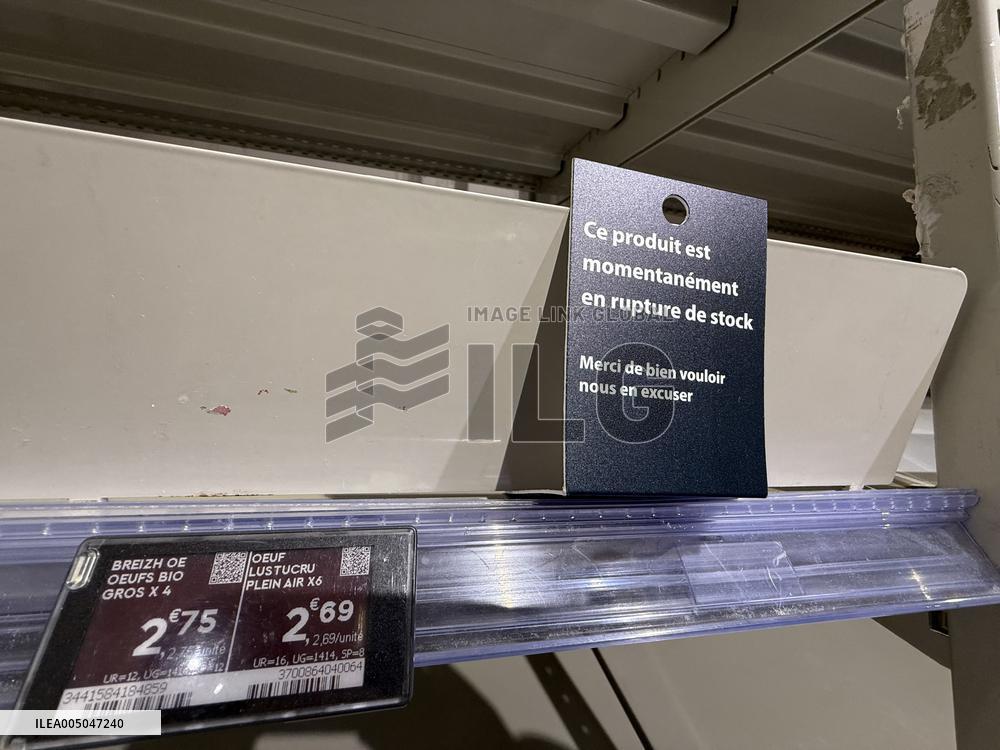 Ce produit est
momentanément
en rupture de stock
Merci de bien vouloir
nous en excuser
IMAGE LINK GLOBAL
ILG
BREIZH OE
OEUFS BIO
GROS X 4
2€75
OEUF
LUSTUCRU
PLEIN AIR X6
2€69
2,69/unité
UR=16, UG=1414, SP=8
3441584184859
3700864040064
ILEA005047240